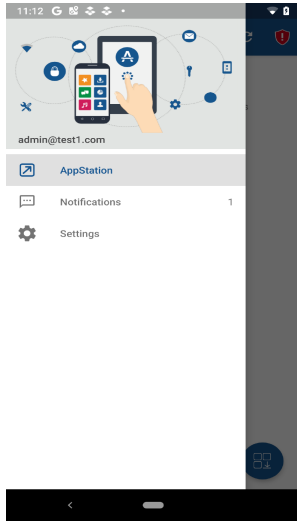 11:12 G
admin@test1.com
AppStation
Notifications 1
Settings